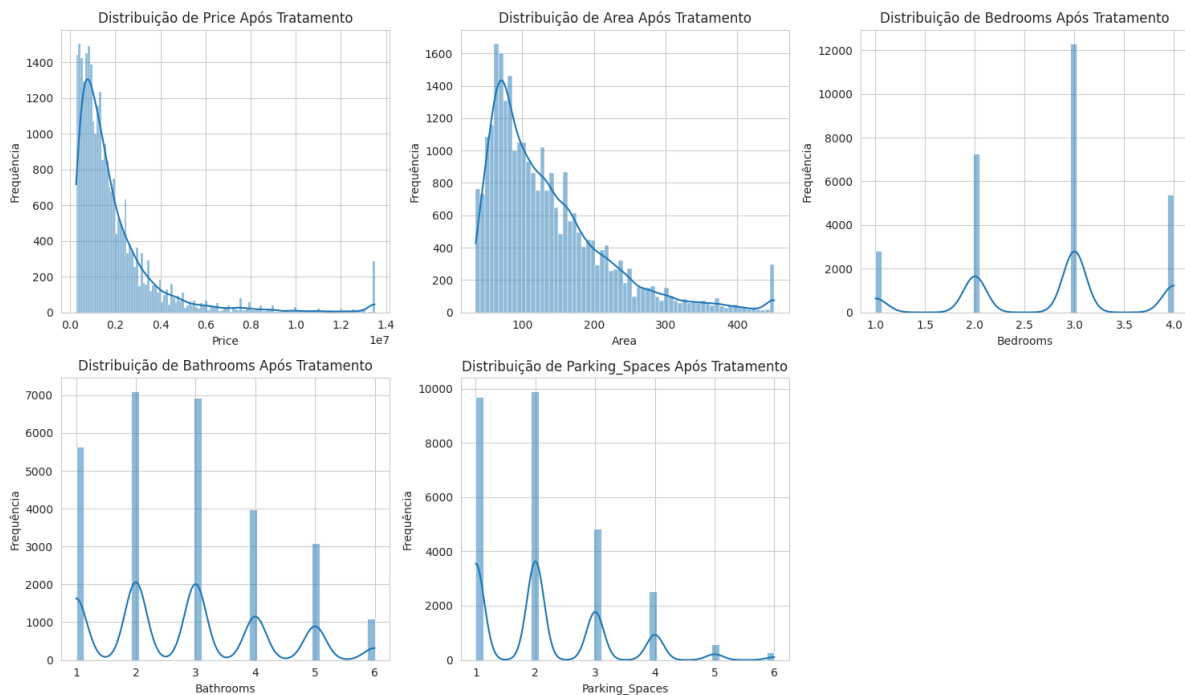 Distribuição de Price Após Tratamento
Distribuição de Area Após Tratamento
Distribuição de Bedrooms Após Tratamento
Frequência
1400
1200
1000
800
600
400
200
0
0.0 0.2 0.4 0.6 0.8 1.0 1.2 1.4
1e7
Price
Frequência
1600
1400
1200
1000
800
600
400
200
0
100 200 300 400
Area
Frequência
12000
10000
8000
6000
4000
2000
0
1.0 1.5 2.0 2.5 3.0 3.5 4.0
Bedrooms
Distribuição de Bathrooms Após Tratamento
Distribuição de Parking_Spaces Após Tratamento
Frequência
7000
6000
5000
4000
3000
2000
1000
0
1 2 3 4 5 6
Bathrooms
Frequência
10000
8000
6000
4000
2000
0
1 2 3 4 5 6
Parking_Spaces